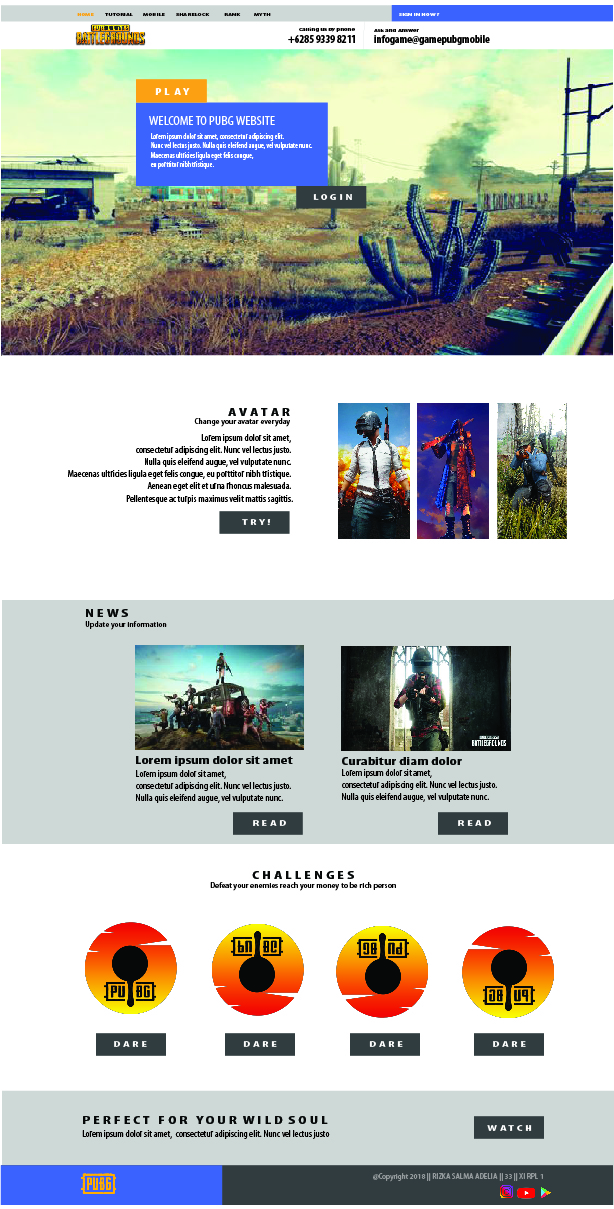 HOME TUTORIAL MOBILE SHARELOCK RANK MYTH SIGN IN NOW?
BATTLEGROUNDS
Calling us by phone
+6285 9339 8211
Ask and Answer
infogame@gamepubgmobile
PLAY
WELCOME TO PUBG WEBSITE
Lorem ipsum dolor sit amet, consectetur adipiscing elit.
Nunc vel lectus justo. Nulla quis eleifend augue, vel vulputate nunc.
Maecenas ultricies ligula eget felis congue,
eu porttitor nibh tristique.
LOGIN
AVATAR
Change your avatar everyday
Lorem ipsum dolor sit amet,
consectetur adipiscing elit. Nunc vel lectus justo.
Nulla quis eleifend augue, vel vulputate nunc.
Maecenas ultricies ligula eget felis congue, eu porttitor nibh tristique.
Aenean eget elit et urna rhoncus malesuada.
Pellentesque ac turpis maximus velit mattis sagittis.
TRY!
NEWS
Update your information
BATTLEGROUNDS
Lorem ipsum dolor sit amet
Lorem ipsum dolor sit amet,
consectetur adipiscing elit. Nunc vel lectus justo.
Nulla quis eleifend augue, vel vulputate nunc.
READ
Curabitur diam dolor
Lorem ipsum dolor sit amet,
consectetur adipiscing elit. Nunc vel lectus justo.
Nulla quis eleifend augue, vel vulputate nunc.
READ
CHALLENGES
Defeat your enemies reach your money to be rich person
PUBG
PUBG
PUBG
PUBG
DARE
DARE
DARE
DARE
PERFECT FOR YOUR WILD SOUL
Lorem ipsum dolor sit amet, consectetur adipiscing elit. Nunc vel lectus justo
WATCH
PUBG
@Copyright 2018 || RIZKA SALMA ADELIA || 33 || XI RPL 1